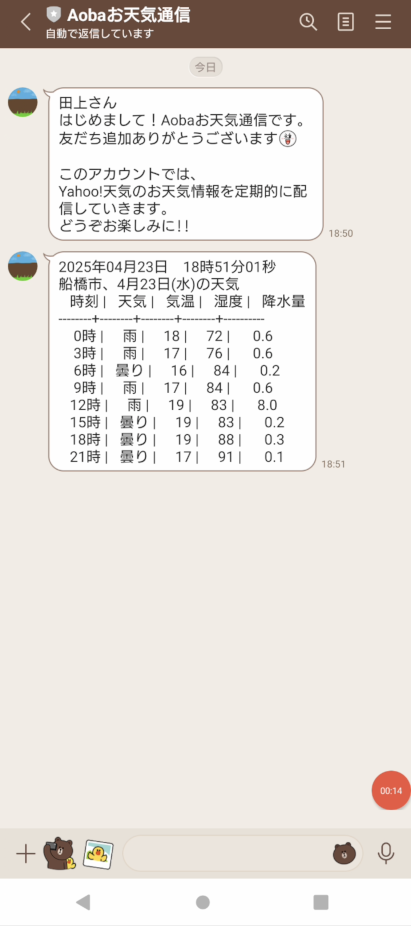 Aobaお天気通信
自動で返信しています
今日
田上さん
はじめまして！Aobaお天気通信です。
友だち追加ありがとうございます
このアカウントでは、
Yahoo!天気のお天気情報を定期的に配
信していきます。
どうぞお楽しみに!!
18:50
2025年04月23日　18時51分01秒
船橋市、4月23日(水)の天気
時刻 | 天気 | 気温 | 湿度 | 降水量
--------+--------+--------+-------+----------
0時 | 雨 | 18 | 72 | 0.6
3時 | 雨 | 17 | 76 | 0.6
6時 | 曇り | 16 | 84 | 0.2
9時 | 雨 | 17 | 84 | 0.6
12時 | 雨 | 19 | 83 | 8.0
15時 | 曇り | 19 | 83 | 0.2
18時 | 曇り | 19 | 88 | 0.3
21時 | 曇り | 17 | 91 | 0.1
18:51
00:14